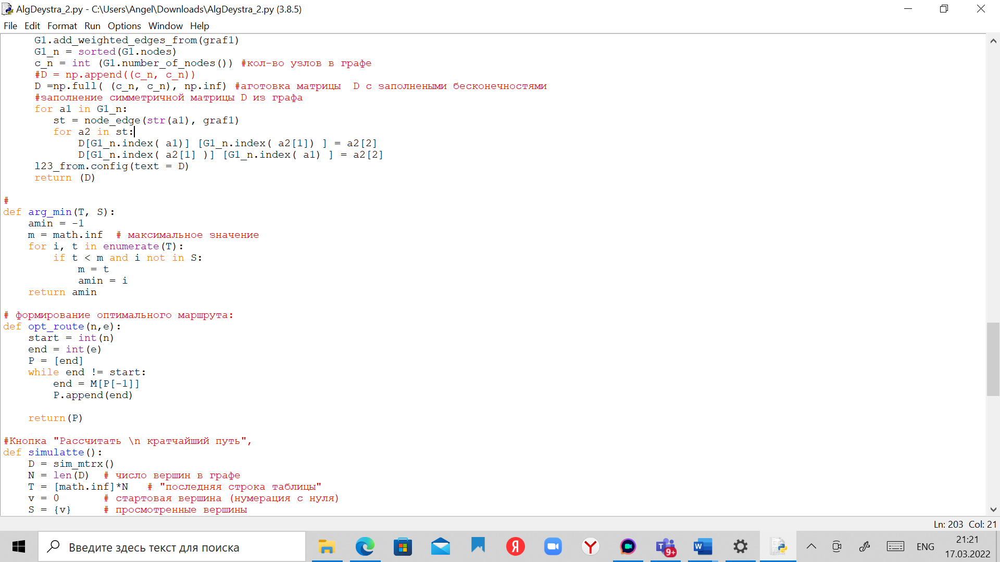 AlgDeystra_2.py - C:\Users\Angel\Downloads\AlgDeystra_2.py (3.8.5)
File Edit Format Run Options Window Help
G1.add_weighted_edges_from(graf1)
G1_n = sorted(G1.nodes)
c_n = int (G1.number_of_nodes()) #кол-во узлов в графе
#D = np.append((c_n, c_n))
D =np.full( (c_n, c_n), np.inf) #аготовка матрицы  D с заполнеными бесконечностями
#заполнение симметричной матрицы D из графа
for a1 in G1_n:
st = node_edge(str(a1), graf1)
for a2 in st:
D[G1_n.index( a1)] [G1_n.index( a2[1]) ] = a2[2]
D[G1_n.index( a2[1] )] [G1_n.index( a1) ] = a2[2]
l23_from.config(text = D)
return (D)
#
def arg_min(T, S):
amin = -1
m = math.inf  # максимальное значение
for i, t in enumerate(T):
if t < m and i not in S:
m = t
amin = i
return amin
# формирование оптимального маршрута:
def opt_route(n,e):
start = int(n)
end = int(e)
P = [end]
while end != start:
end = M[P[-1]]
P.append(end)
return(P)
#Кнопка "Рассчитать \n кратчайший путь",
def simulatte():
D = sim_mtrx()
N = len(D)  # число вершин в графе
T = [math.inf]*N   # "последняя строка таблицы"
v = 0       # стартовая вершина (нумерация с нуля)
S = {v}     # просмотренные вершины
Ln: 203 Col: 21
Введите здесь текст для поиска
Я
Y
T
9+
W
ENG
21:21
17.03.2022